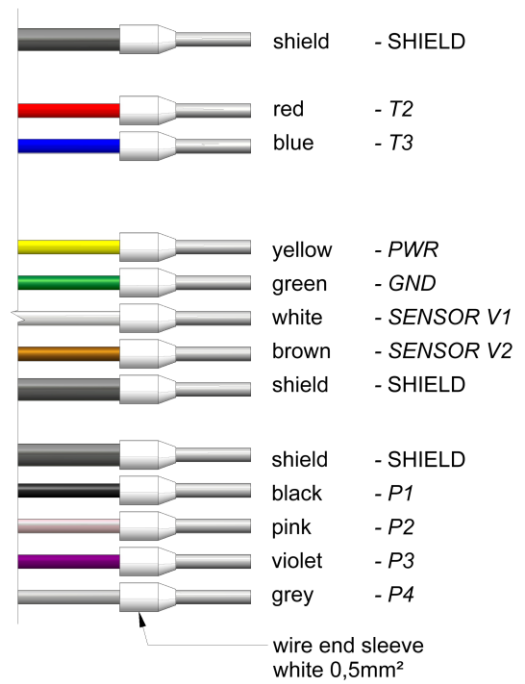 shield - SHIELD
red - T2
blue - T3
yellow - PWR
green - GND
white - SENSOR V1
brown - SENSOR V2
shield - SHIELD
shield - SHIELD
black - P1
pink - P2
violet - P3
grey - P4
wire end sleeve
white 0,5mm²